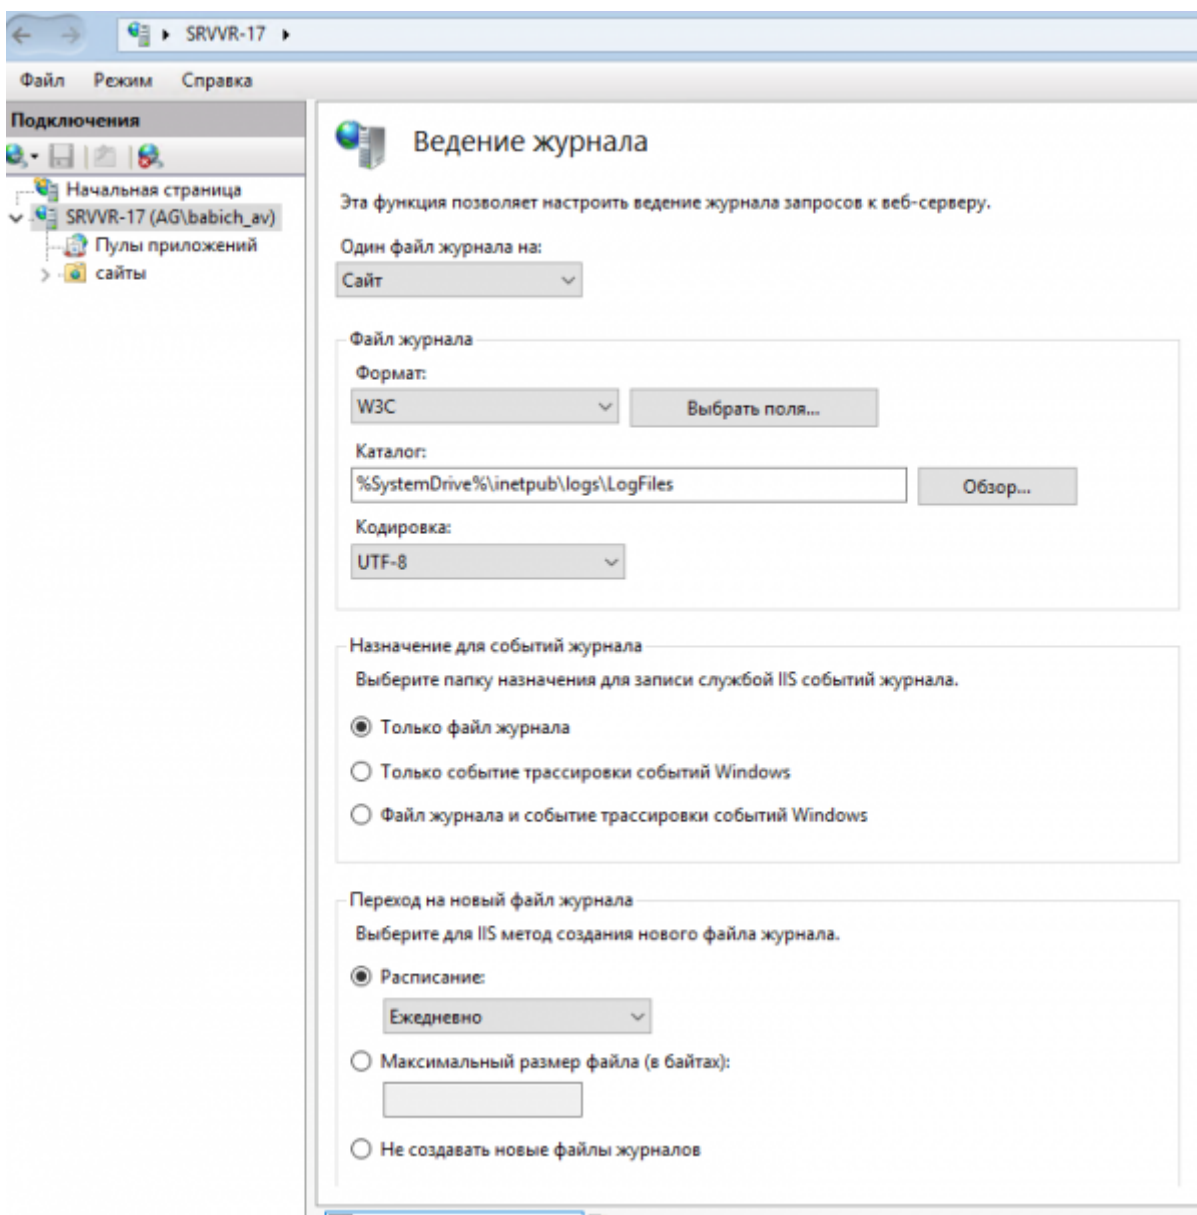 SRVVR-17
Файл Режим Справка
Подключения
Начальная страница
SRVVR-17 (AG\babich_av)
Пулы приложений
сайты
Ведение журнала
Эта функция позволяет настроить ведение журнала запросов к веб-серверу.
Один файл журнала на:
Сайт
Файл журнала
Формат:
W3C
Выбрать поля...
Каталог:
%SystemDrive%\inetpub\logs\LogFiles
Обзор...
Кодировка:
UTF-8
Назначение для событий журнала
Выберите папку назначения для записи службой IIS событий журнала.
Только файл журнала
Только событие трассировки событий Windows
Файл журнала и событие трассировки событий Windows
Переход на новый файл журнала
Выберите для IIS метод создания нового файла журнала.
Расписание:
Ежедневно
Максимальный размер файла (в байтах):
Не создавать новые файлы журналов